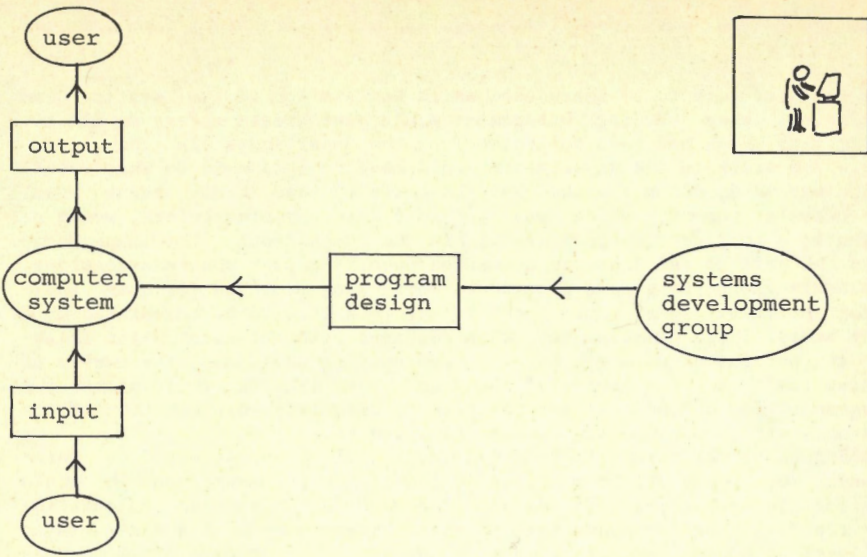 user
output
computer
system
program
design
systems
development
group
input
user